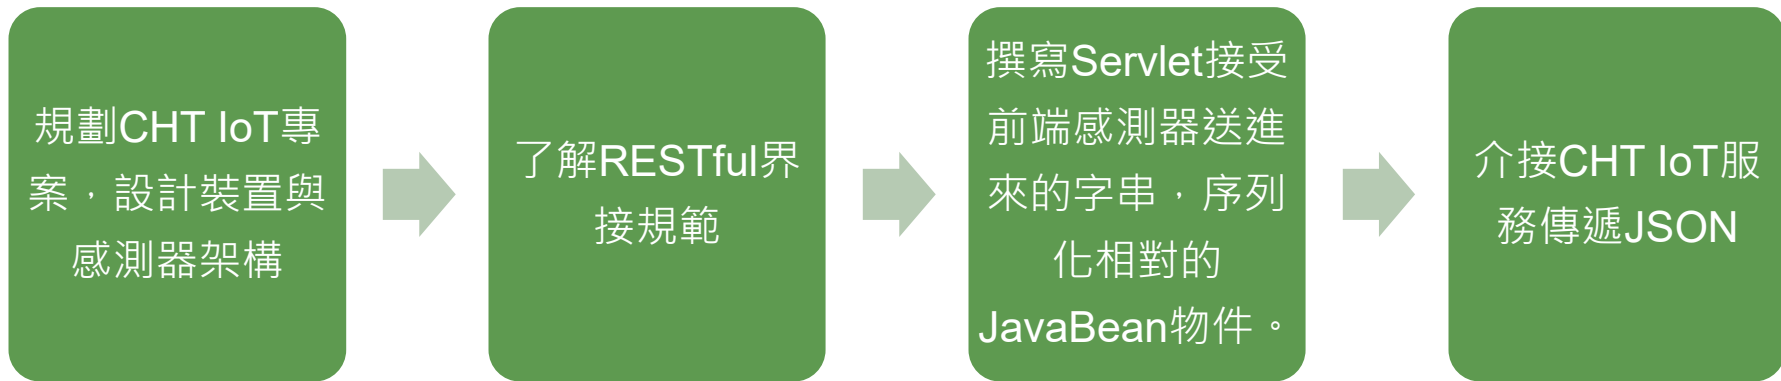 規劃CHT IoT專
案，設計裝置與
感測器架構
了解RESTful界
接規範
撰寫Servlet接受
前端感測器送進
來的字串，序列
化相對的
JavaBean物件。
介接CHT IoT服
務傳遞JSON